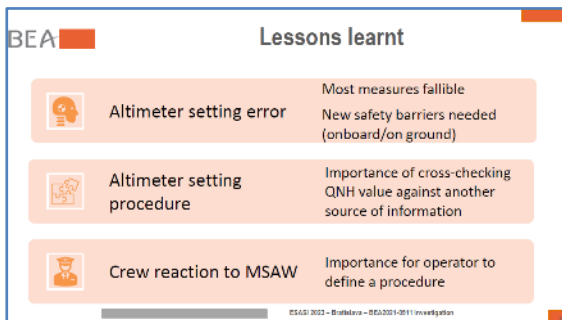 BEA
Lessons learnt
Altimeter setting error
Most measures fallible
New safety barriers needed
(onboard/on ground)
Altimeter setting
procedure
Importance of cross-checking
QNH value against another
source of information
Crew reaction to MSAW
Importance for operator to
define a procedure
ESASI 2023 – Bratislava – BEA2021-0911 Investigation